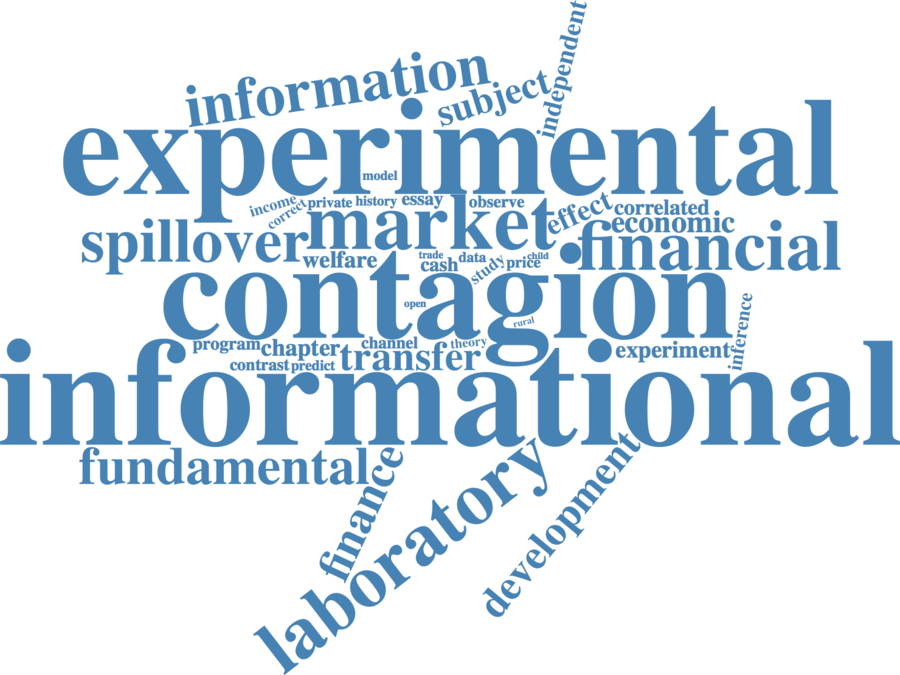 independent
information
subject
experimental
model
income
correct
private
history
essay
observe
effect
correlated
market
economic
spillover
financial
welfare
trade
cash
data
study
price
child
contagion
open
rural
inference
program
chapter
channel
theory
transfer
experiment
contrast
predict
informational
fundamental
finance
laboratory
development